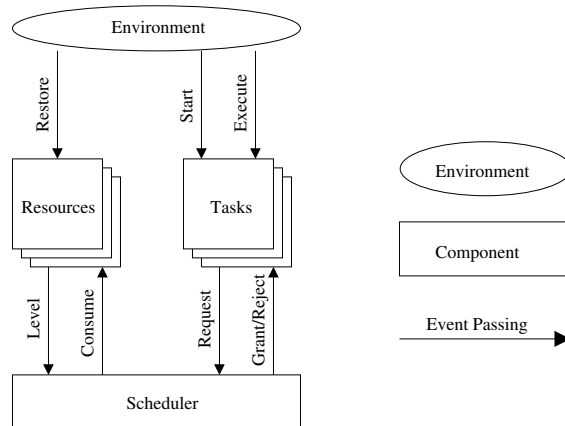 Environment
Restore
Start
Execute
Resources
Tasks
Level
Consume
Request
Grant/Reject
Scheduler
Environment
Component
Event Passing